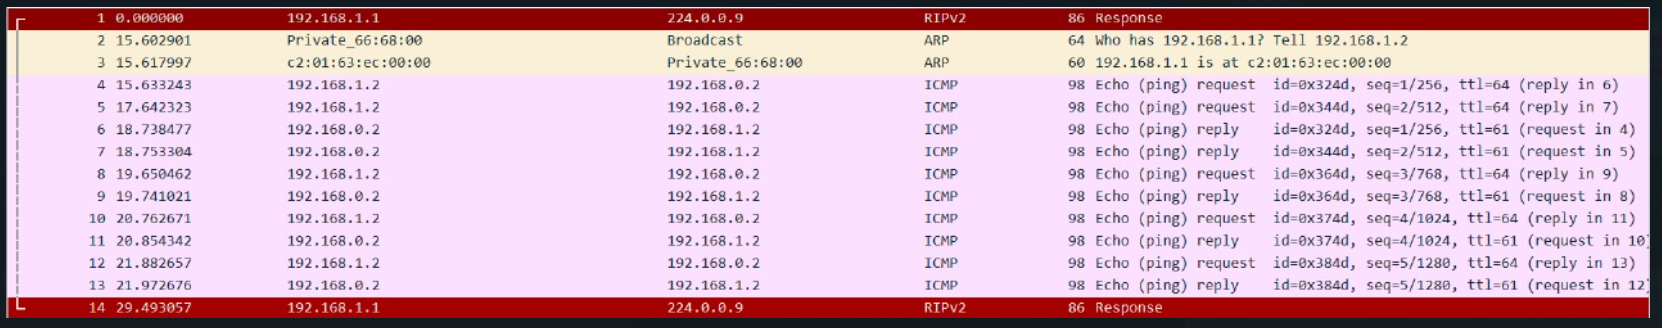 1 0.000000 192.168.1.1 224.0.0.9 RIPv2 86 Response
2 15.602901 Private_66:68:00 Broadcast ARP 64 Who has 192.168.1.1? Tell 192.168.1.2
3 15.617997 c2:01:63:ec:00:00 Private_66:68:00 ARP 60 192.168.1.1 is at c2:01:63:ec:00:00
4 15.633243 192.168.1.2 192.168.0.2 ICMP 98 Echo (ping) request id=0x324d, seq=1/256, ttl=64 (reply in 6)
5 17.642323 192.168.1.2 192.168.0.2 ICMP 98 Echo (ping) request id=0x344d, seq=2/512, ttl=64 (reply in 7)
6 18.738477 192.168.0.2 192.168.1.2 ICMP 98 Echo (ping) reply id=0x324d, seq=1/256, ttl=61 (request in 4)
7 18.753304 192.168.0.2 192.168.1.2 ICMP 98 Echo (ping) reply id=0x344d, seq=2/512, ttl=61 (request in 5)
8 19.650462 192.168.1.2 192.168.0.2 ICMP 98 Echo (ping) request id=0x364d, seq=3/768, ttl=64 (reply in 9)
9 19.741021 192.168.0.2 192.168.1.2 ICMP 98 Echo (ping) reply id=0x364d, seq=3/768, ttl=61 (request in 8)
10 20.762671 192.168.1.2 192.168.0.2 ICMP 98 Echo (ping) request id=0x374d, seq=4/1024, ttl=64 (reply in 11)
11 20.854342 192.168.0.2 192.168.1.2 ICMP 98 Echo (ping) reply id=0x374d, seq=4/1024, ttl=61 (request in 10)
12 21.882657 192.168.1.2 192.168.0.2 ICMP 98 Echo (ping) request id=0x384d, seq=5/1280, ttl=64 (reply in 13)
13 21.972676 192.168.0.2 192.168.1.2 ICMP 98 Echo (ping) reply id=0x384d, seq=5/1280, ttl=61 (request in 12)
14 29.493057 192.168.1.1 224.0.0.9 RIPv2 86 Response